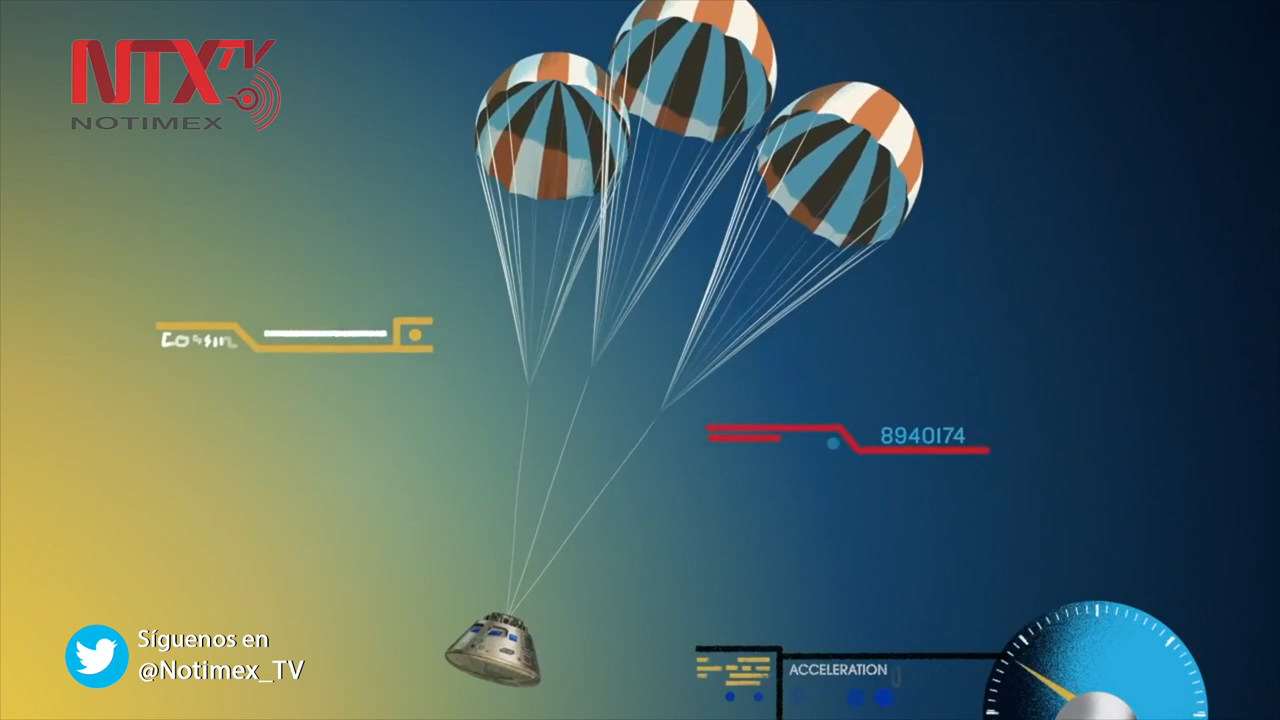 NTX TV
NOTIMEX
8940174
Síguenos en
@Notimex_TV
ACCELERATION